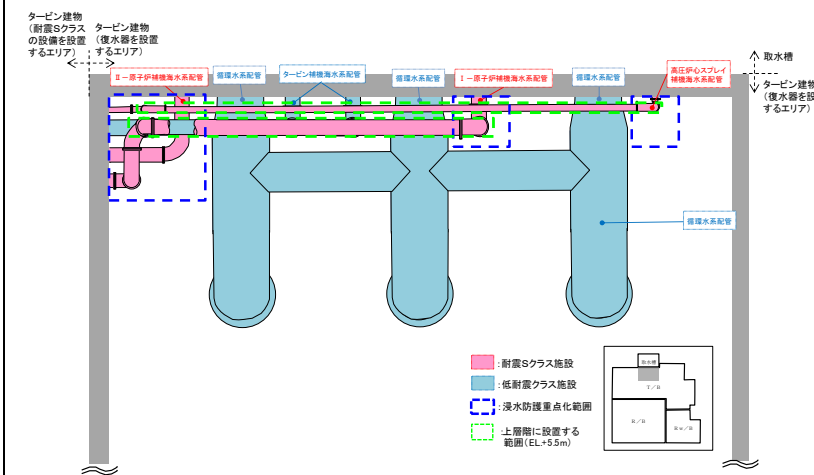 タービン建物
(耐震Sクラス
の設備を設置
するエリア)
タービン建物
(復水器を設置
するエリア)
Ⅱ-原子炉補機海水系配管
循環水系配管
タービン補機海水系配管
循環水系配管
Ⅰ-原子炉補機海水系配管
循環水系配管
高圧炉心スプレイ
補機海水系配管
取水槽
タービン建物
(復水器を設
するエリア)
循環水系配管
:耐震Sクラス施設
:低耐震クラス施設
:浸水防護重点化範囲
:上層階に設置する
範囲(EL.+5.5m)
取水槽
T/B
R/B
Rw/B